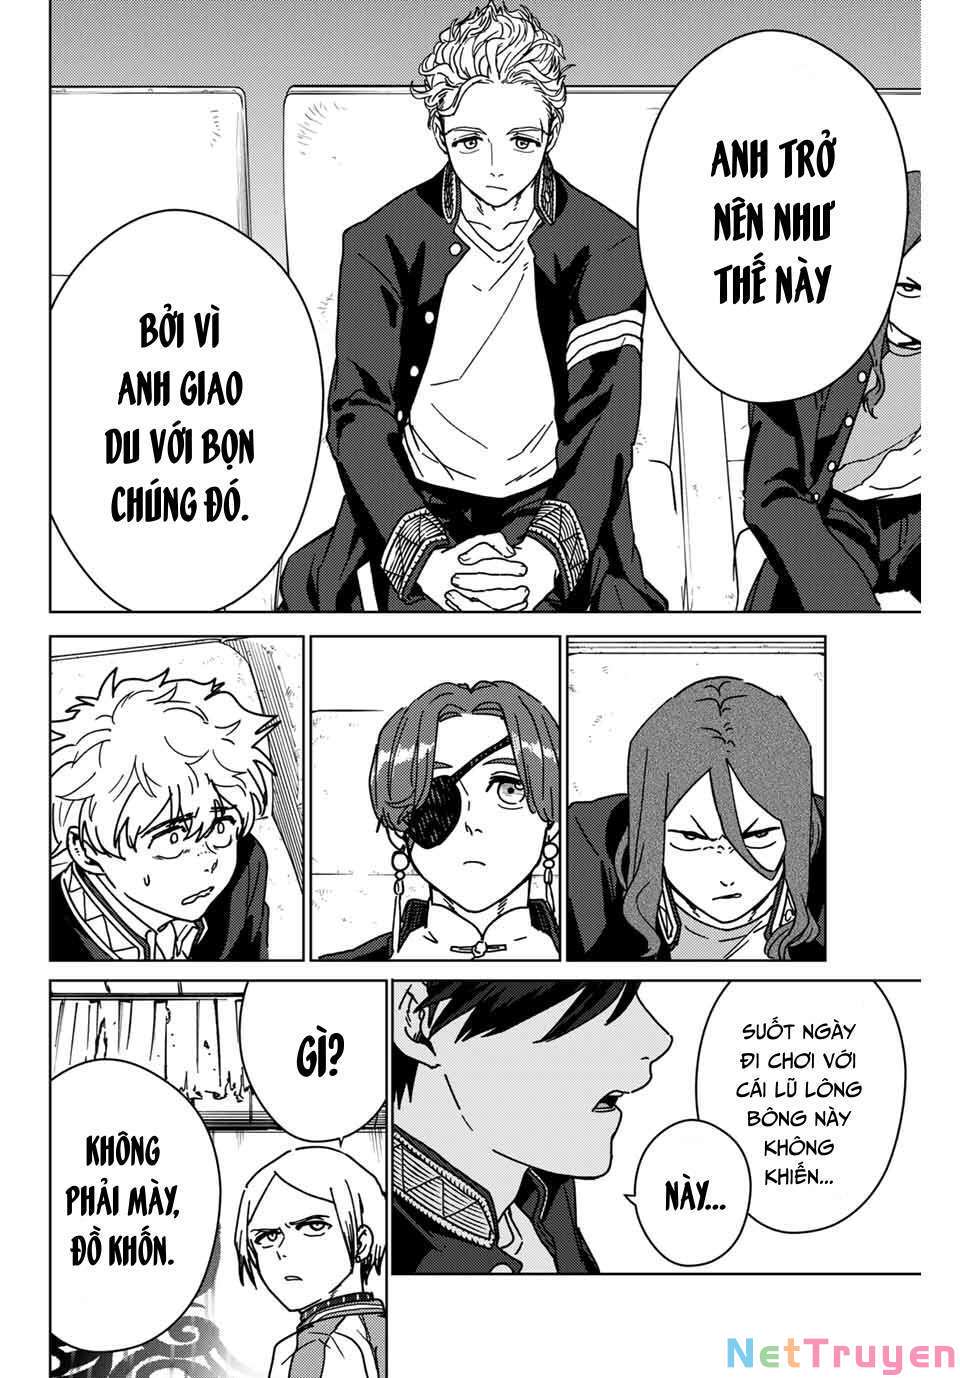 ANH TRỞ
NÊN NHƯ
THẾ NÀY
BỞI VÌ
ANH GIAO
DU VỚI BỌN
CHÚNG ĐÓ.
SUỐT NGÀY
ĐI CHƠI VỚI
CÁI LŨ LÔNG
BÔNG NÀY
KHÔNG
KHIẾN...
NÀY...
GÌ?
KHÔNG
PHẢI MÀY,
ĐỒ KHỐN.
NetTruyen